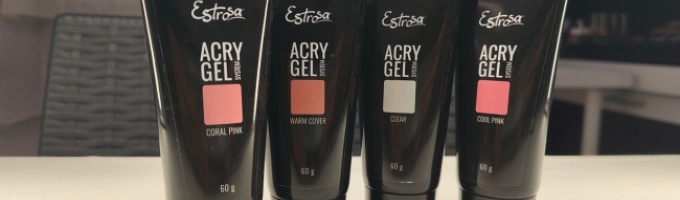 Estrosa
ACRY
GEL
CORAL PINK
60 g
Estrosa
ACRY
GEL
WARM COVER
60 g
Estrosa
ACRY
GEL
CLEAR
60 g
Estrosa
ACRY
GEL
COOL PINK
60 g